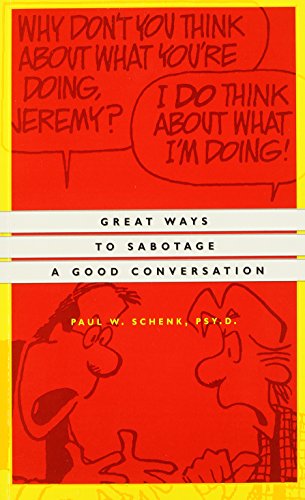 WHY DON'T YOU THINK
ABOUT WHAT YOU'RE
DOING,
JEREMY?
I DO THINK
ABOUT WHAT
I'M DOING!
GREAT WAYS
TO SABOTAGE
A GOOD CONVERSATION
PAUL W. SCHENK, PSY.D.